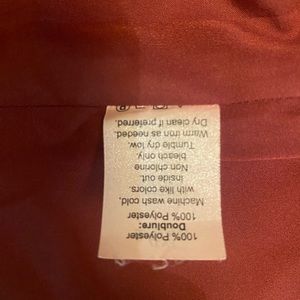 100% Polyester
Doublure:
100% Polyester
Machine wash cold.
with like colors.
inside out.
Non chlorine
bleach only.
Tumble dry low.
Warm iron as needed.
Dry clean if preferred.